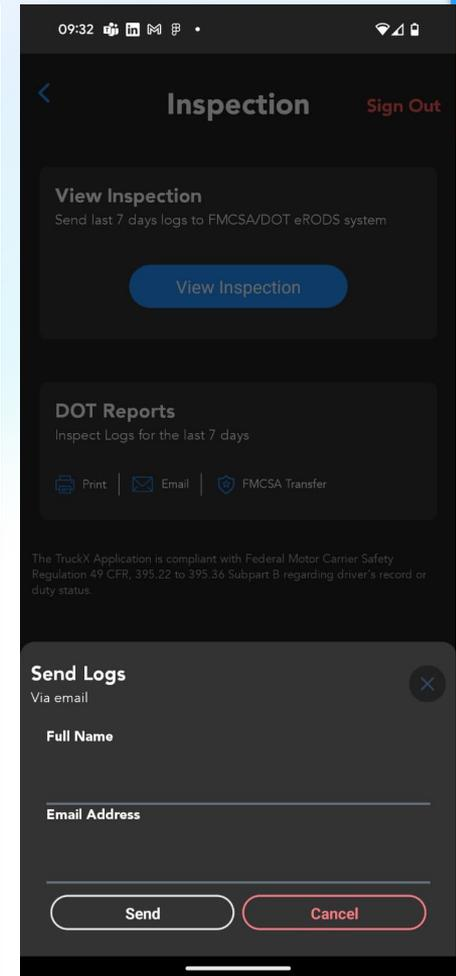 09:32
Inspection
Sign Out
View Inspection
Send last 7 days logs to FMCSA/DOT eRODS system
View Inspection
DOT Reports
Inspect Logs for the last 7 days
Print
Email
FMCSA Transfer
The TruckX Application is compliant with Federal Motor Carrier Safety
Regulation 49 CFR, 395.22 to 395.36 Subpart B regarding driver's record or
duty status.
Send Logs
Via email
Full Name
Email Address
Send
Cancel